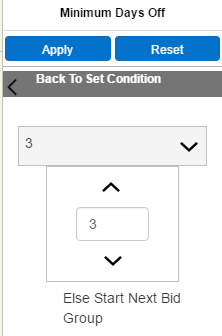 Minimum Days Off
Apply Reset
Back To Set Condition
3
3
Else Start Next Bid
Group